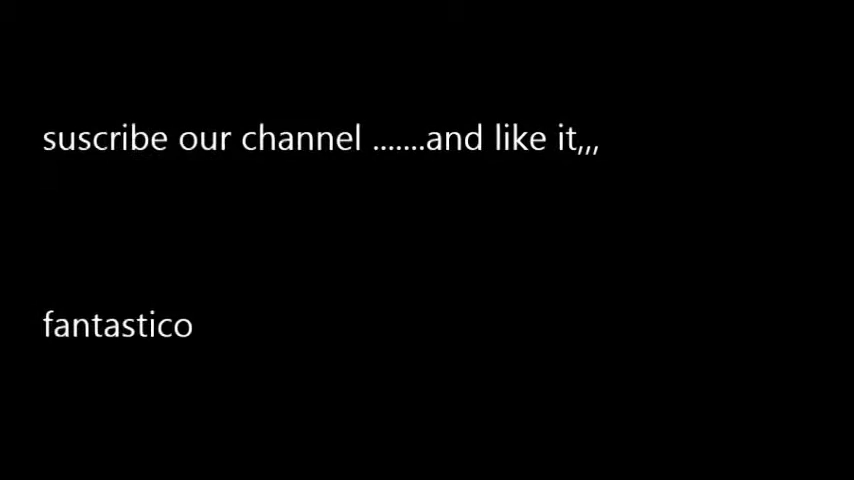 suscribe our channel .......and like it,,,
fantastico